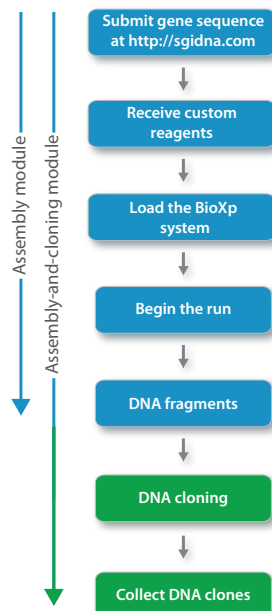 Submit gene sequence
at http://sgidna.com
Receive custom
reagents
Load the BioXp
system
Begin the run
DNA fragments
DNA cloning
Collect DNA clones
Assembly module
Assembly-and-cloning module